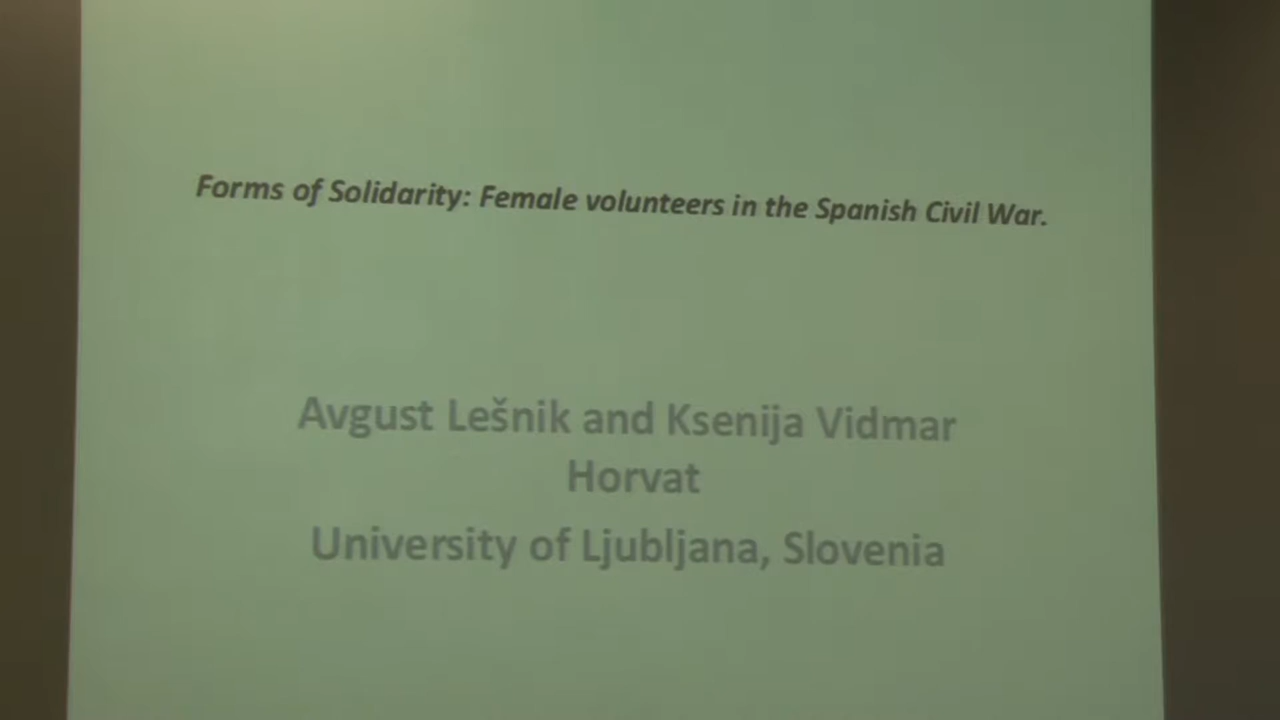 Forms of Solidarity: Female volunteers in the Spanish Civil War.
Avgust Lešnik and Ksenija Vidmar
Horvat
University of Ljubljana, Slovenia